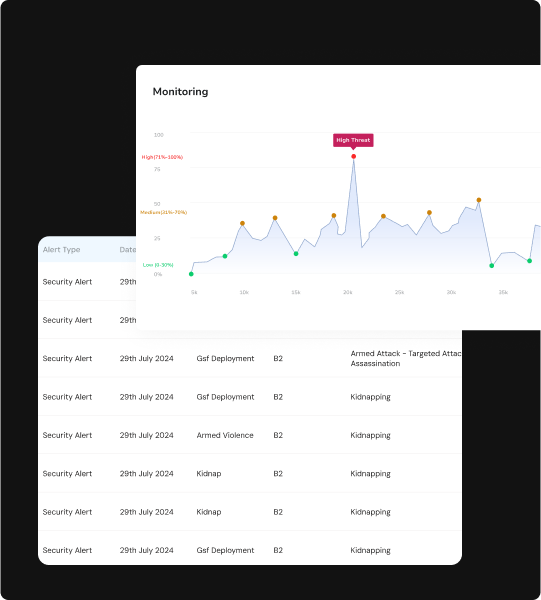 Monitoring
100
High Threat
High(71%-100%)
75
50
Medium(31%-70%)
25
Low (0-30%)
0%
5k
10k
15k
20k
25k
30k
35k
Alert Type
Date
Security Alert
29th
Security Alert
29th
Security Alert 29th July 2024 Gsf Deployment B2 Armed Attack - Targeted Attac
Assassination
Security Alert 29th July 2024 Gsf Deployment B2 Kidnapping
Security Alert 29th July 2024 Armed Violence B2 Kidnapping
Security Alert 29th July 2024 Kidnap B2 Kidnapping
Security Alert 29th July 2024 Kidnap B2 Kidnapping
Security Alert 29th July 2024 Gsf Deployment B2 Kidnapping